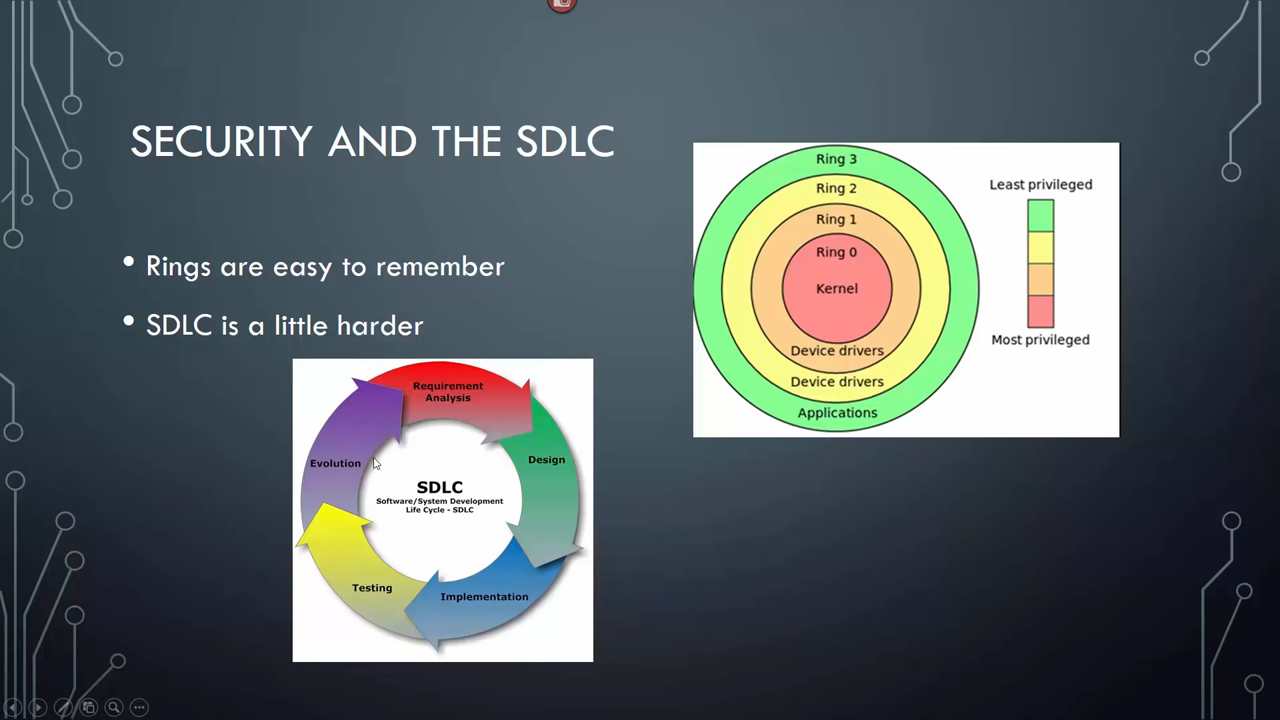 SECURITY AND THE SDLC
• Rings are easy to remember
• SDLC is a little harder
Requirement
Analysis
Design
Implementation
Testing
Evolution
SDLC
Software/System Development
Life Cycle - SDLC
Ring 3
Ring 2
Ring 1
Ring 0
Kernel
Device drivers
Device drivers
Applications
Least privileged
Most privileged